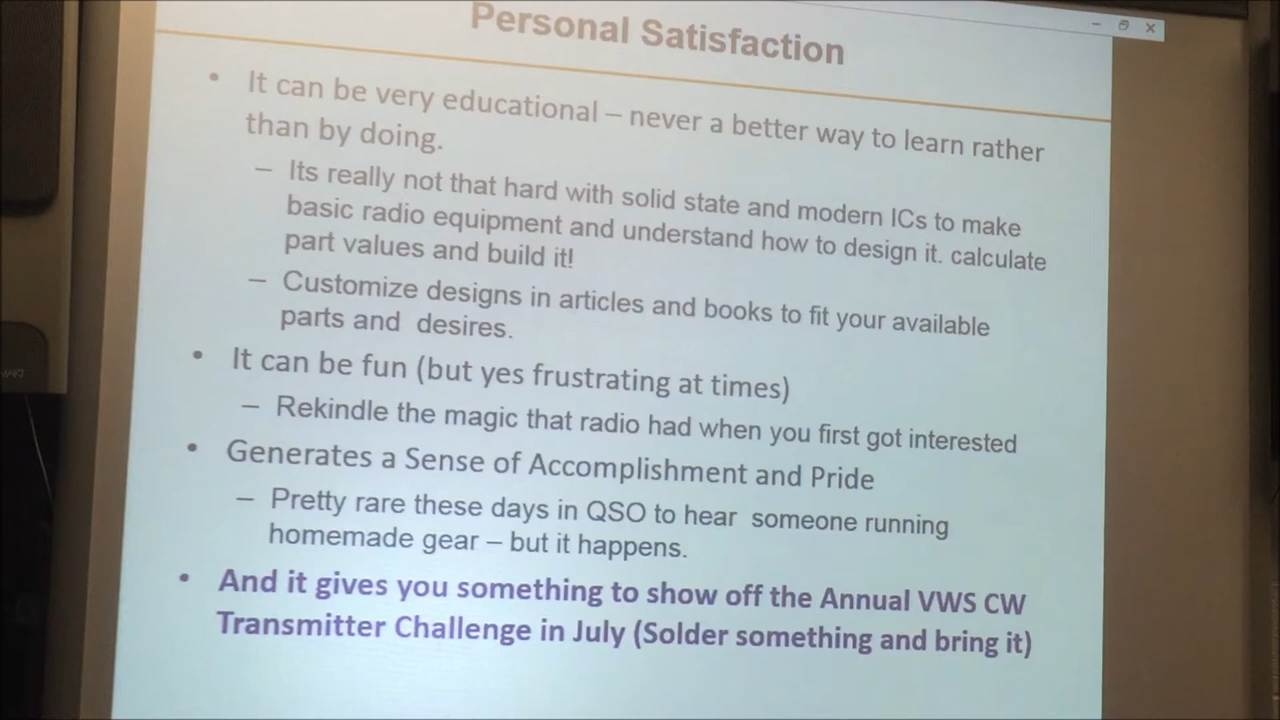 Personal Satisfaction
• It can be very educational – never a better way to learn rather
than by doing.
– Its really not that hard with solid state and modern ICs to make
basic radio equipment and understand how to design it. calculate
part values and build it!
– Customize designs in articles and books to fit your available
parts and desires.
• It can be fun (but yes frustrating at times)
– Rekindle the magic that radio had when you first got interested
• Generates a Sense of Accomplishment and Pride
– Pretty rare these days in QSO to hear someone running
homemade gear – but it happens.
• And it gives you something to show off the Annual VWS CW
Transmitter Challenge in July (Solder something and bring it)